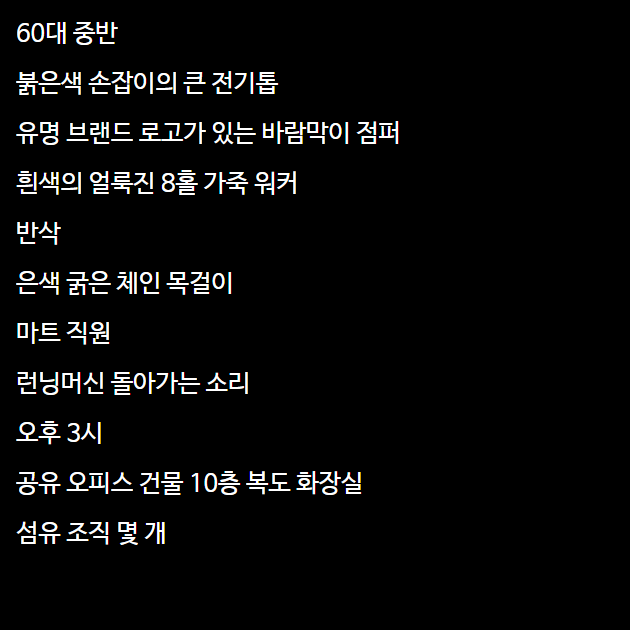 60대 중반
붉은색 손잡이의 큰 전기톱
유명 브랜드 로고가 있는 바람막이 점퍼
흰색의 얼룩진 8홀 가죽 워커
반삭
은색 굵은 체인 목걸이
마트 직원
런닝머신 돌아가는 소리
오후 3시
공유 오피스 건물 10층 복도 화장실
섬유 조직 몇 개